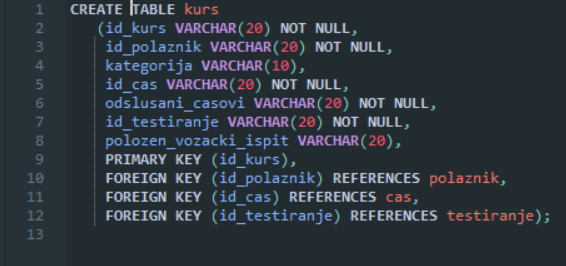 1 CREATE TABLE kurs
2 (id_kurs VARCHAR(20) NOT NULL,
3 id_polaznik VARCHAR(20) NOT NULL,
4 kategorija VARCHAR(10),
5 id_cas VARCHAR(20) NOT NULL,
6 odslusani_casovi VARCHAR(20) NOT NULL,
7 id_testiranje VARCHAR(20) NOT NULL,
8 polozen_vozacki_ispit VARCHAR(20),
9 PRIMARY KEY (id_kurs),
10 FOREIGN KEY (id_polaznik) REFERENCES polaznik,
11 FOREIGN KEY (id_cas) REFERENCES cas,
12 FOREIGN KEY (id_testiranje) REFERENCES testiranje);
13